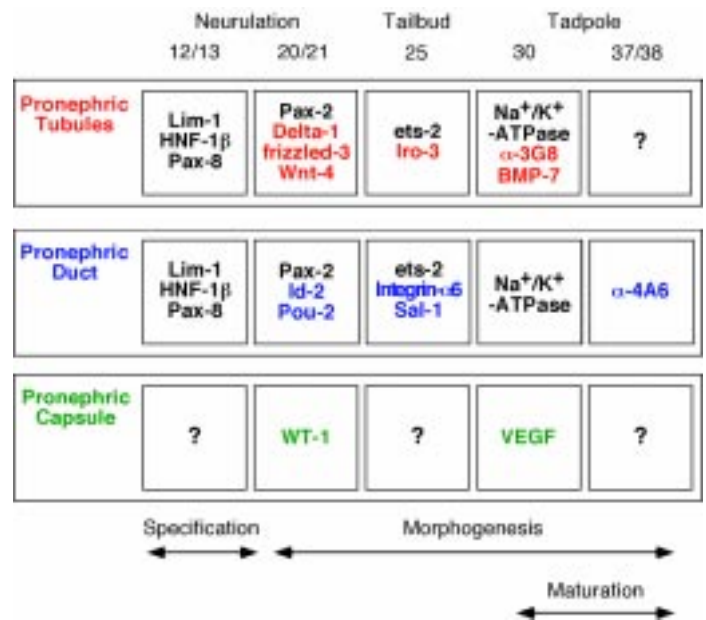 Neurulation Tailbud Tadpole
12/13 20/21 25 30 37/38
Pronephric Tubules
Lim-1
HNF-1β
Pax-8
Pax-2
Delta-1
frizzled-3
Wnt-4
ets-2
Iro-3
Na⁺/K⁺
-ATPase
α-3G8
BMP-7
?
Pronephric Duct
Lim-1
HNF-1β
Pax-8
Pax-2
Id-2
Pou-2
ets-2
Integrin-α6
Sal-1
Na⁺/K⁺
-ATPase
α-4A6
Pronephric Capsule
?
WT-1
?
VEGF
?
Specification Morphogenesis
Maturation